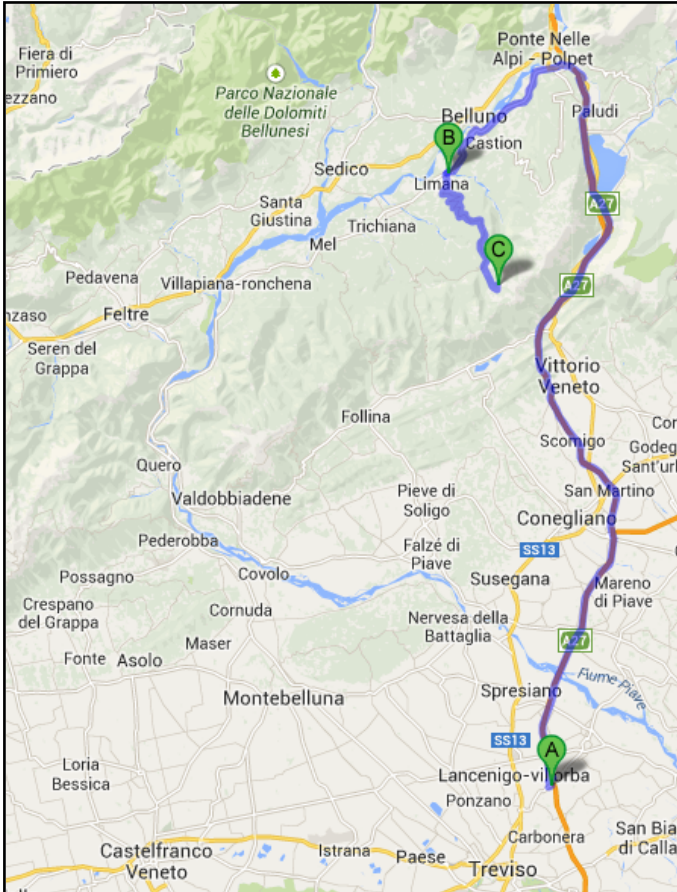 Fiera di
Primiero
ezzano
Ponte Nelle
Alpi - Polpet
Parco Nazionale
delle Dolomiti
Bellunesi
Paludi
Belluno
B
Castion
Sedico
Limana
Santa
Giustina
Trichiana
A27
Mel
C
Pedavena
Villapiana-ronchena
A27
nzaso
Feltre
Seren del
Grappa
Vittorio
Veneto
Follina
Cor
Scomigo
Godeg
Sant'url
Quero
Valdobbiadene
Pieve di
Soligo
San Martino
Conegliano
Pederobba
Falzé di
Piave
SS13
Possagno
Covolo
Susegana
Mareno
di Piave
Crespano
del Grappa
Cornuda
Nervesa della
Battaglia
A27
Fonte
Asolo
Maser
Fiume Piave
Montebelluna
Spresiano
SS13
A
Loria
Bessica
Lancenigo-villorba
Ponzano
Castelfranco
Veneto
Istrana
Paese
Carbonera
San Bia
di Calla
Treviso